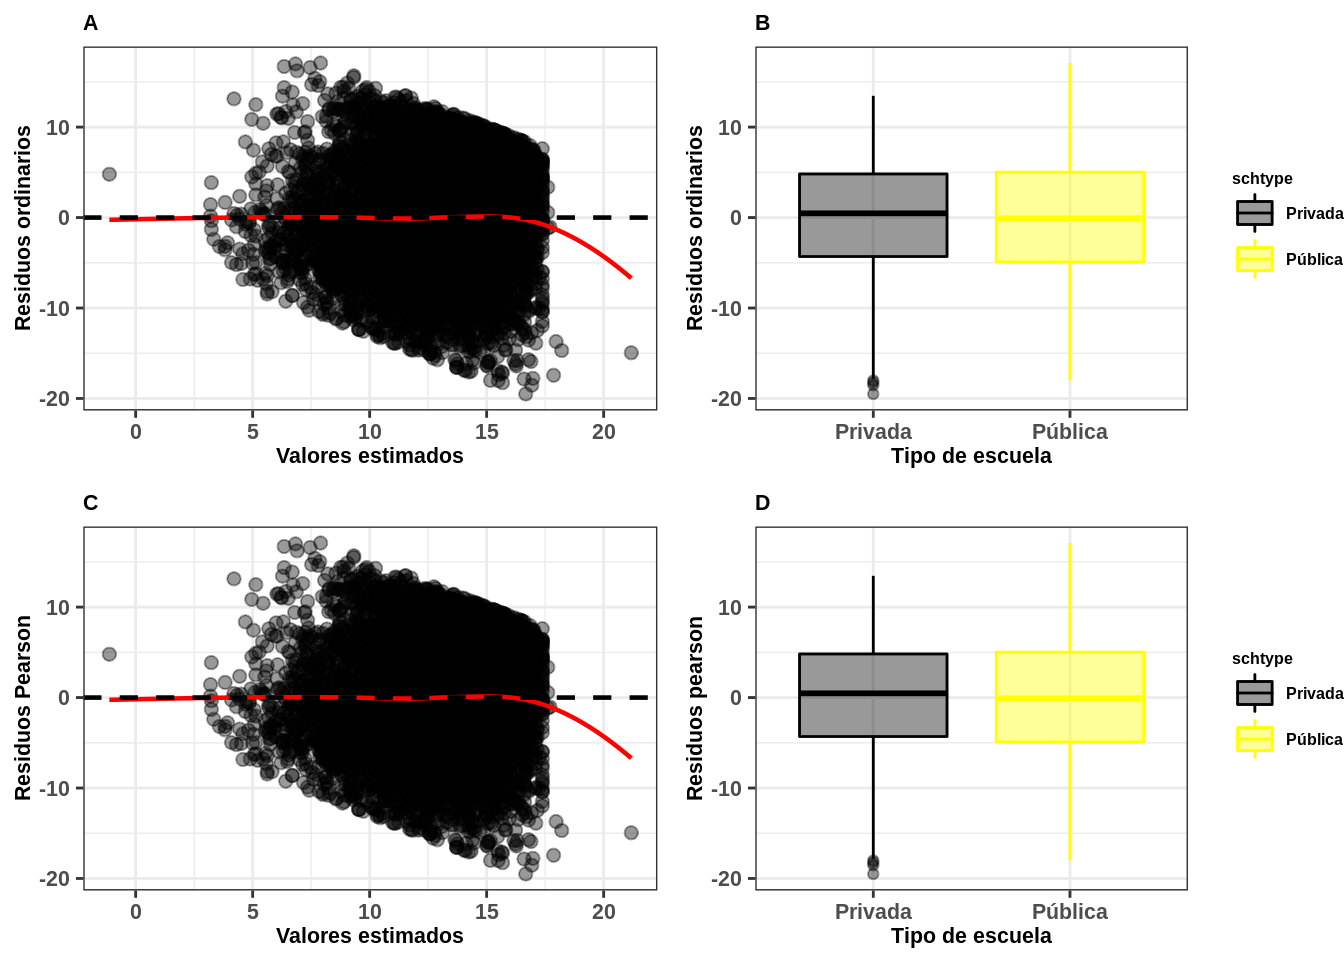 A
Residuos ordinarios
10
0
-10
-20
0 5 10 15 20
Valores estimados
B
Residuos ordinarios
10
0
-10
-20
Privada Pública
Tipo de escuela
schtype
Privada
Pública
C
Residuos Pearson
10
0
-10
-20
0 5 10 15 20
Valores estimados
D
Residuos pearson
10
0
-10
-20
Privada Pública
Tipo de escuela
schtype
Privada
Pública